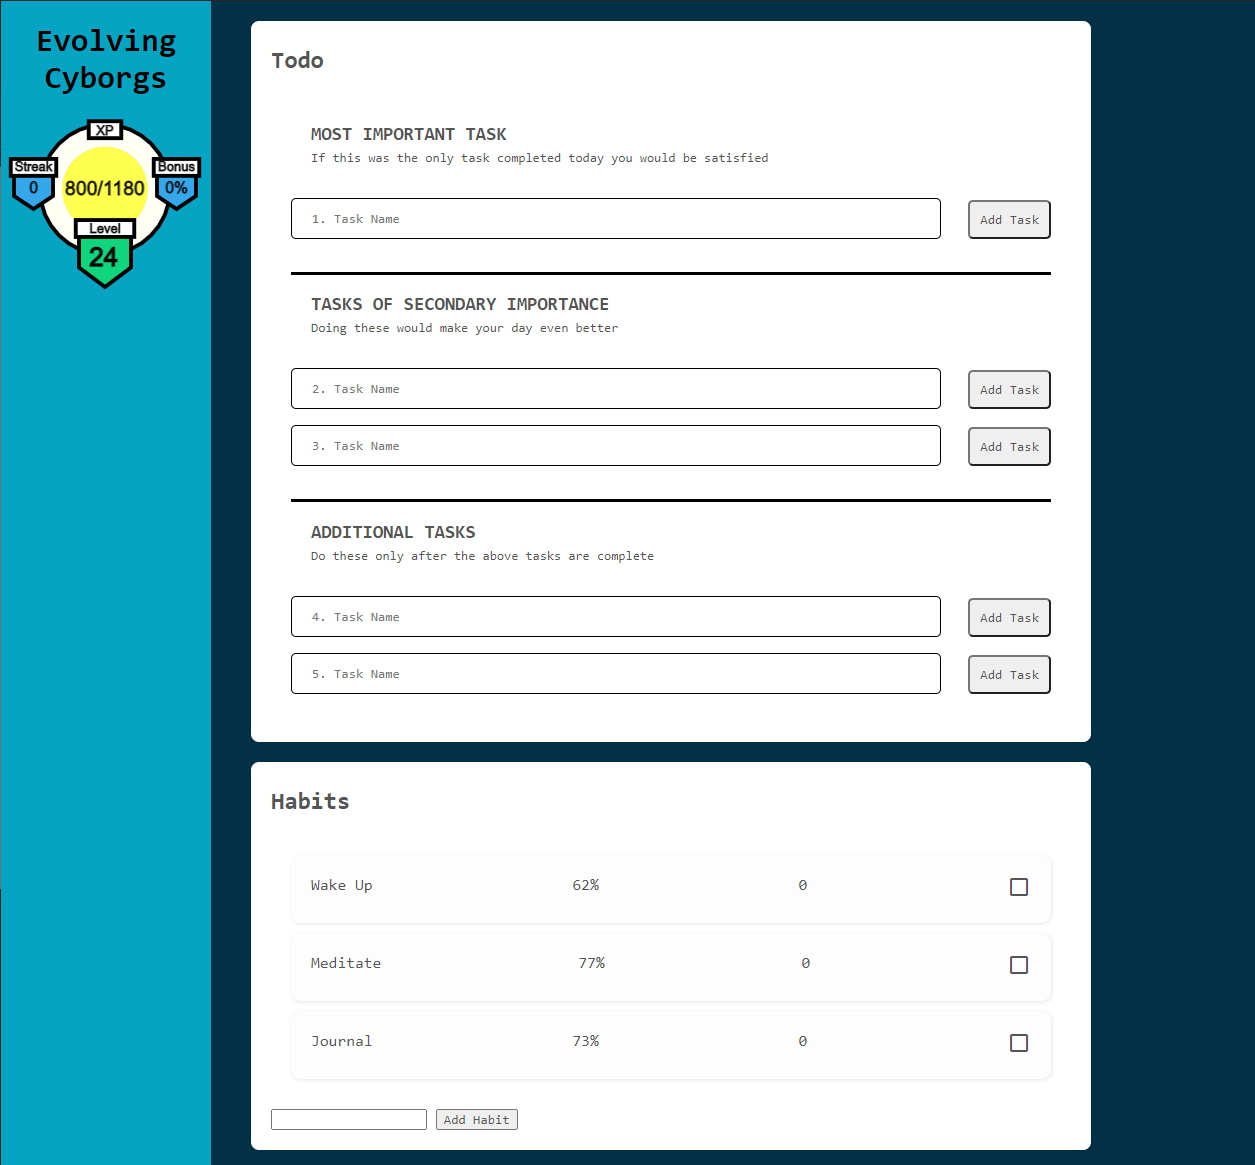 Evolving
Cyborgs
XP
Streak
Bonus
0
800/1180
0%
Level
24
Todo
MOST IMPORTANT TASK
If this was the only task completed today you would be satisfied
1. Task Name
Add Task
TASKS OF SECONDARY IMPORTANCE
Doing these would make your day even better
2. Task Name
Add Task
3. Task Name
Add Task
ADDITIONAL TASKS
Do these only after the above tasks are complete
4. Task Name
Add Task
5. Task Name
Add Task
Habits
Wake Up 62% 0
Meditate 77% 0
Journal 73% 0
Add Habit